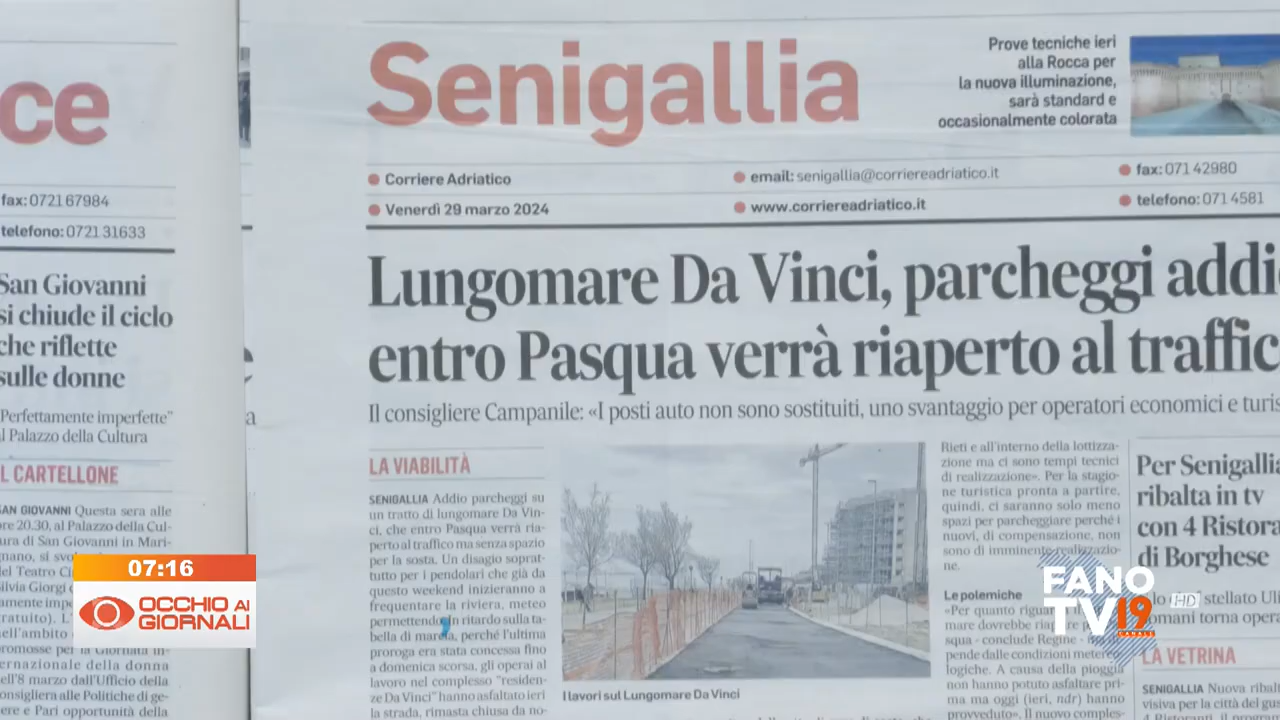 ce
fax: 0721 67984
telefono: 0721 31633
San Giovanni
si chiude il ciclo
che riflette
sulle donne
"Perfettamente imperfette"
al Palazzo della Cultura
IL CARTELLONE
SAN GIOVANNI Questa sera alle
ore 20.30, al Palazzo della Cul-
tura di San Giovanni in Mari-
gnano, si
del Teatro
Silvia Giorgi
nell'ambito
promosse per la Giornata in-
ternazionale della donna
dell'8 marzo dall'Ufficio della
Consigliera alle Politiche di ge-
nere e Pari opportunità della
Senigallia
Prove tecniche ieri
alla Rocca per
la nuova illuminazione,
sarà standard e
occasionalmente colorata
Corriere Adriatico
email: senigallia@corriereadriatico.it
fax: 071 42980
Venerdì 29 marzo 2024
www.corriereadriatico.it
telefono: 071 4581
Lungomare Da Vinci, parcheggi addi
entro Pasqua verrà riaperto al traffic
Il consigliere Campanile: «I posti auto non sono sostituiti, uno svantaggio per operatori economici e turis
LA VIABILITÀ
SENIGALLIA Addio parcheggi su
un tratto di lungomare Da Vin-
ci, che entro Pasqua verrà ria-
perto al traffico ma senza spazio
per la sosta. Un disagio soprat-
tutto per i pendolari che già da
questo weekend inizieranno a
frequentare la riviera, meteo
permettendo. In ritardo sulla ta-
bella di marcia, perché l'ultima
proroga era stata concessa fino
a domenica scorsa, gli operai al
lavoro nel complesso "residen-
ze Da Vinci" hanno asfaltato ieri
la strada, rimasta chiusa da no-
I lavori sul Lungomare Da Vinci
Rieti e all'interno della lottizza-
zione ma ci sono tempi tecnici
di realizzazione». Per la stagio-
ne turistica pronta a partire,
quindi, ci saranno solo meno
spazi per parcheggiare perché i
nuovi, di compensazione, non
sono di imminente realizzazio-
ne.
Le polemiche
«Per quanto
mare dovrebbe
squa - conclude Regine -
pende dalle condizioni meteoro-
logiche. A causa della pioggia
non hanno potuto asfaltare pri-
ma ma oggi (ieri, ndr) hanno
provveduto». Il nuovo comples-
Per Senigallia
ribalta in tv
con 4 Ristora
di Borghese
stellato Uli
torna opera
LA VETRINA
SENIGALLIA Nuova ribalt
visiva per la città del gu
07:16
OCCHIO AI
GIORNALI
FANO
TV19
HD
CANALE